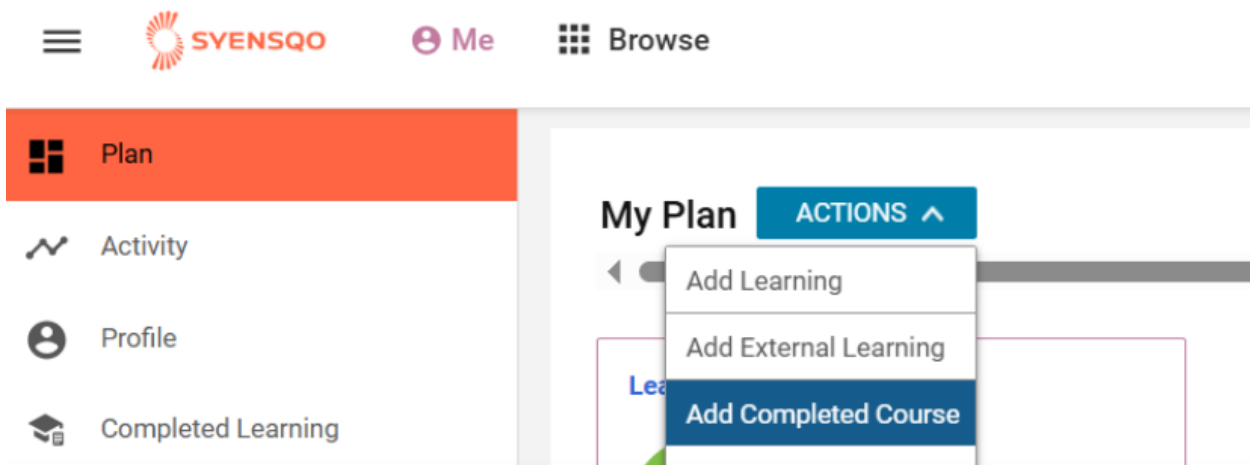 SYENSQO Me Browse
Plan
Activity
Profile
Completed Learning
My Plan ACTIONS
Add Learning
Add External Learning
Add Completed Course